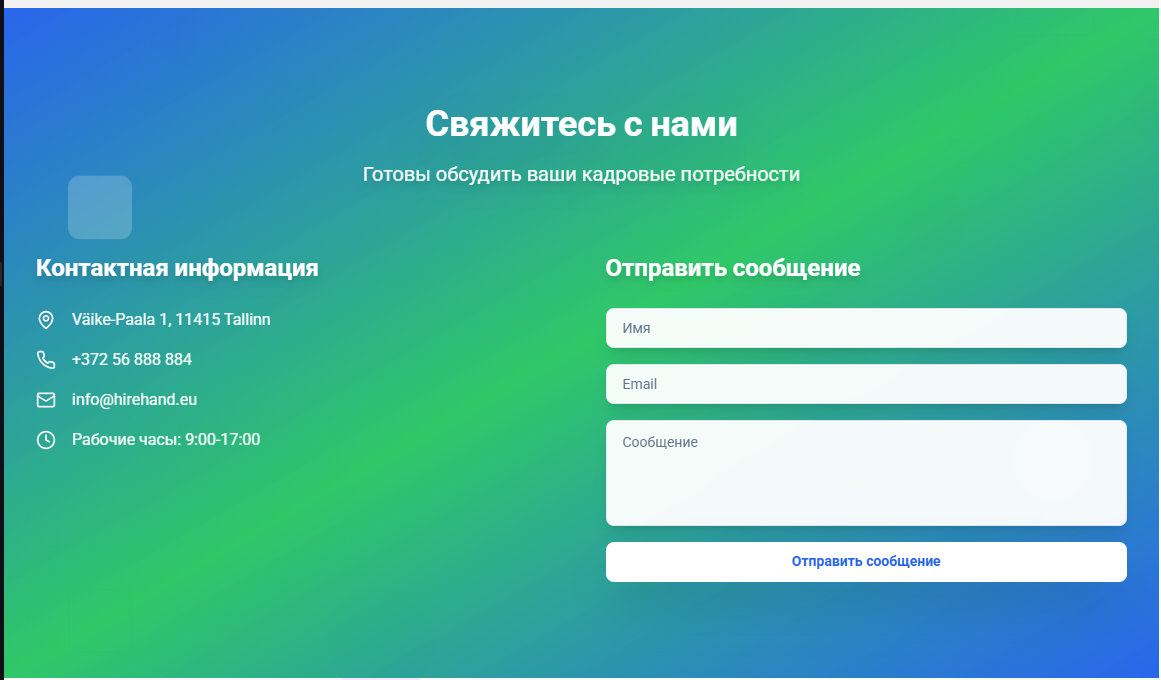 Свяжитесь с нами
Готовы обсудить ваши кадровые потребности
Контактная информация
Väike-Paala 1, 11415 Tallinn
+372 56 888 884
info@hirehand.eu
Рабочие часы: 9:00-17:00
Отправить сообщение
Имя
Email
Сообщение
Отправить сообщение